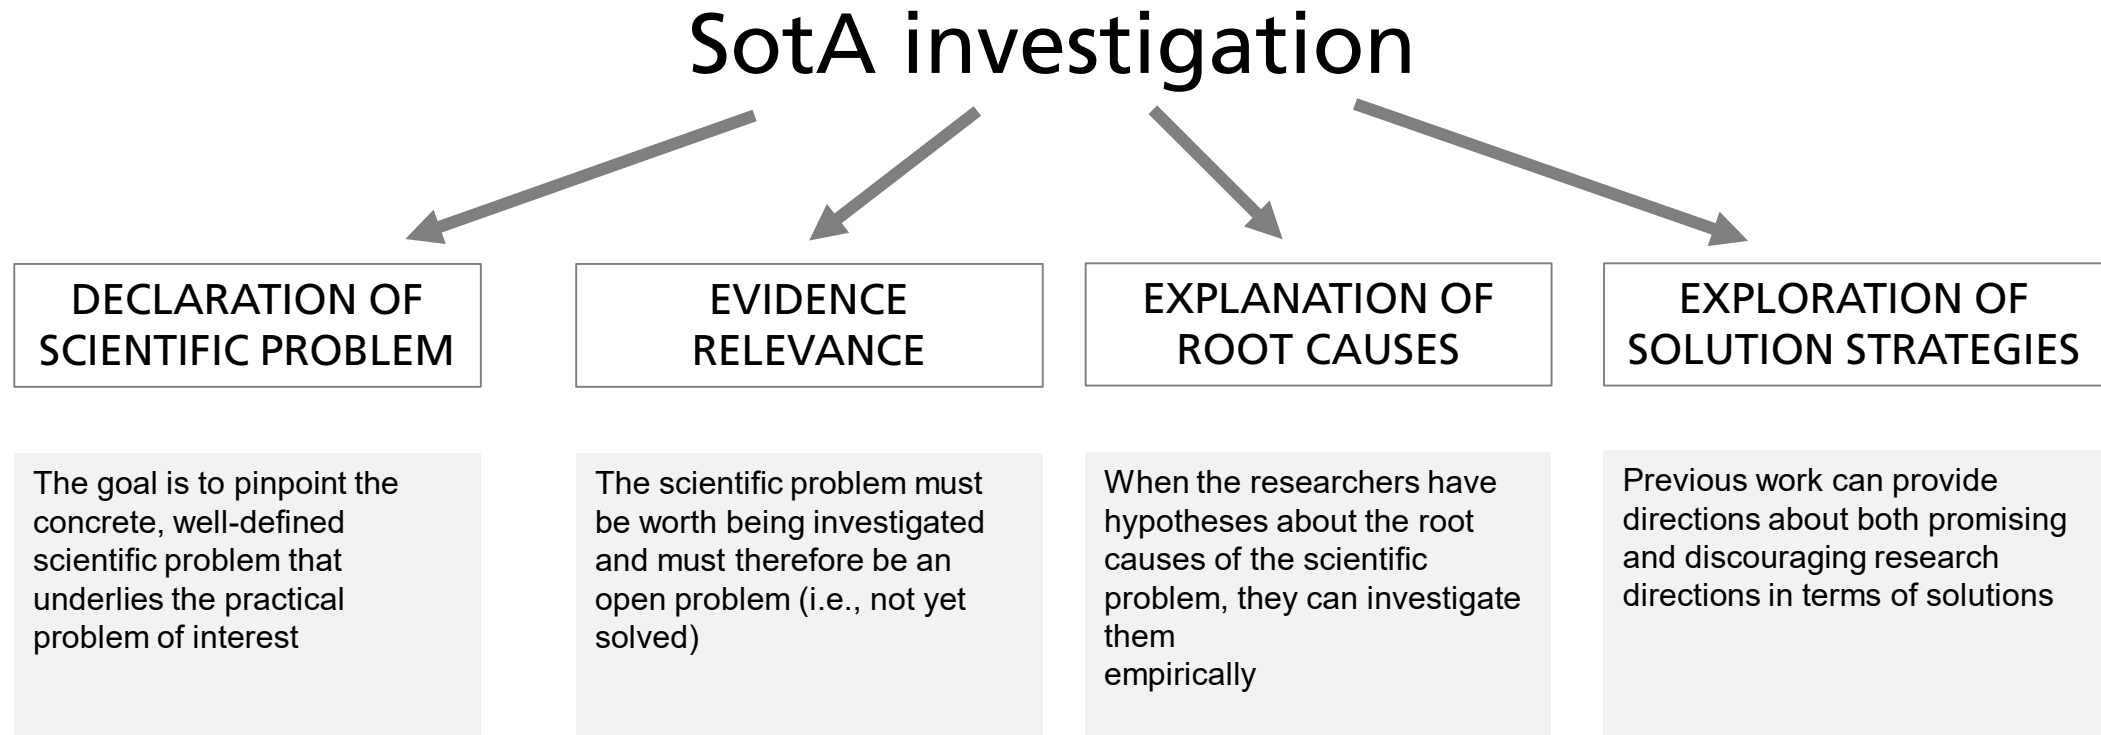 SotA investigation
DECLARATION OF
SCIENTIFIC PROBLEM
EVIDENCE
RELEVANCE
EXPLANATION OF
ROOT CAUSES
EXPLORATION OF
SOLUTION STRATEGIES
The goal is to pinpoint the
concrete, well-defined
scientific problem that
underlies the practical
problem of interest
The scientific problem must
be worth being investigated
and must therefore be an
open problem (i.e., not yet
solved)
When the researchers have
hypotheses about the root
causes of the scientific
problem, they can investigate
them
empirically
Previous work can provide
directions about both promising
and discouraging research
directions in terms of solutions